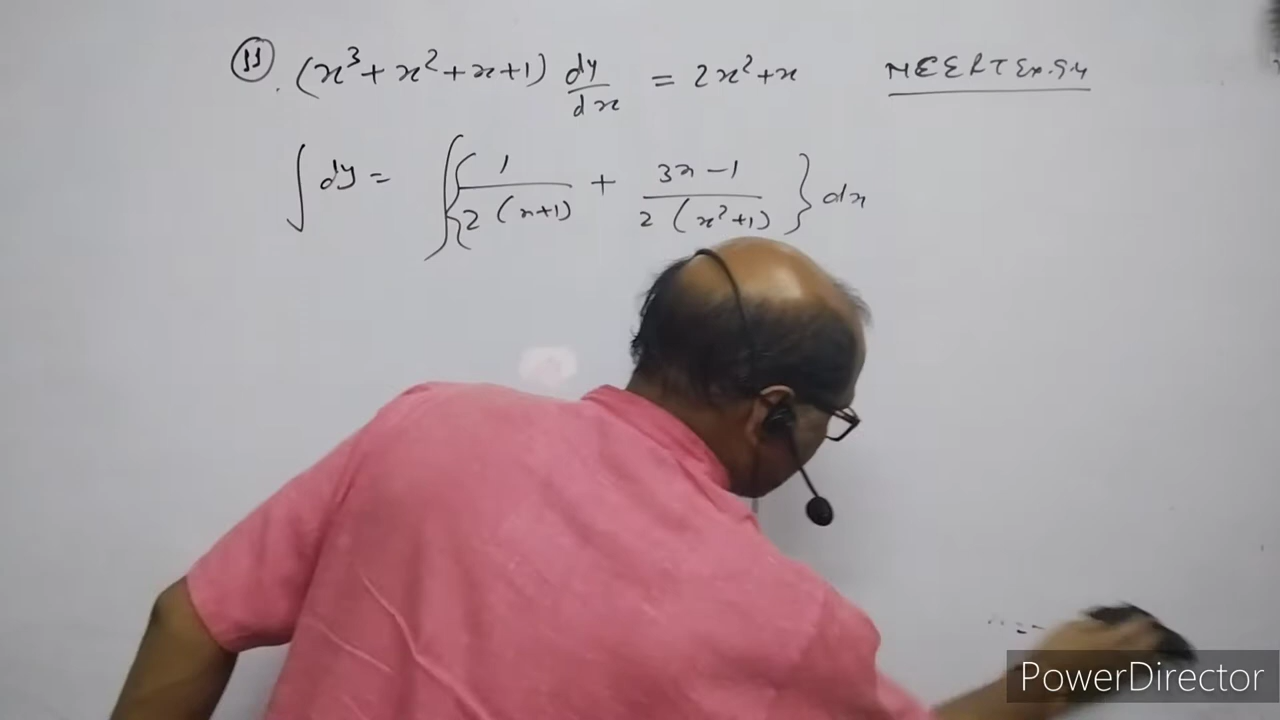 (11) (x³+x²+x+1) dy/dx = 2x²+x NCERT Ex. 9.4
∫ dy = ∫ { 1/2(x+1) + 3x-1/2(x²+1) } dx
PowerDirector